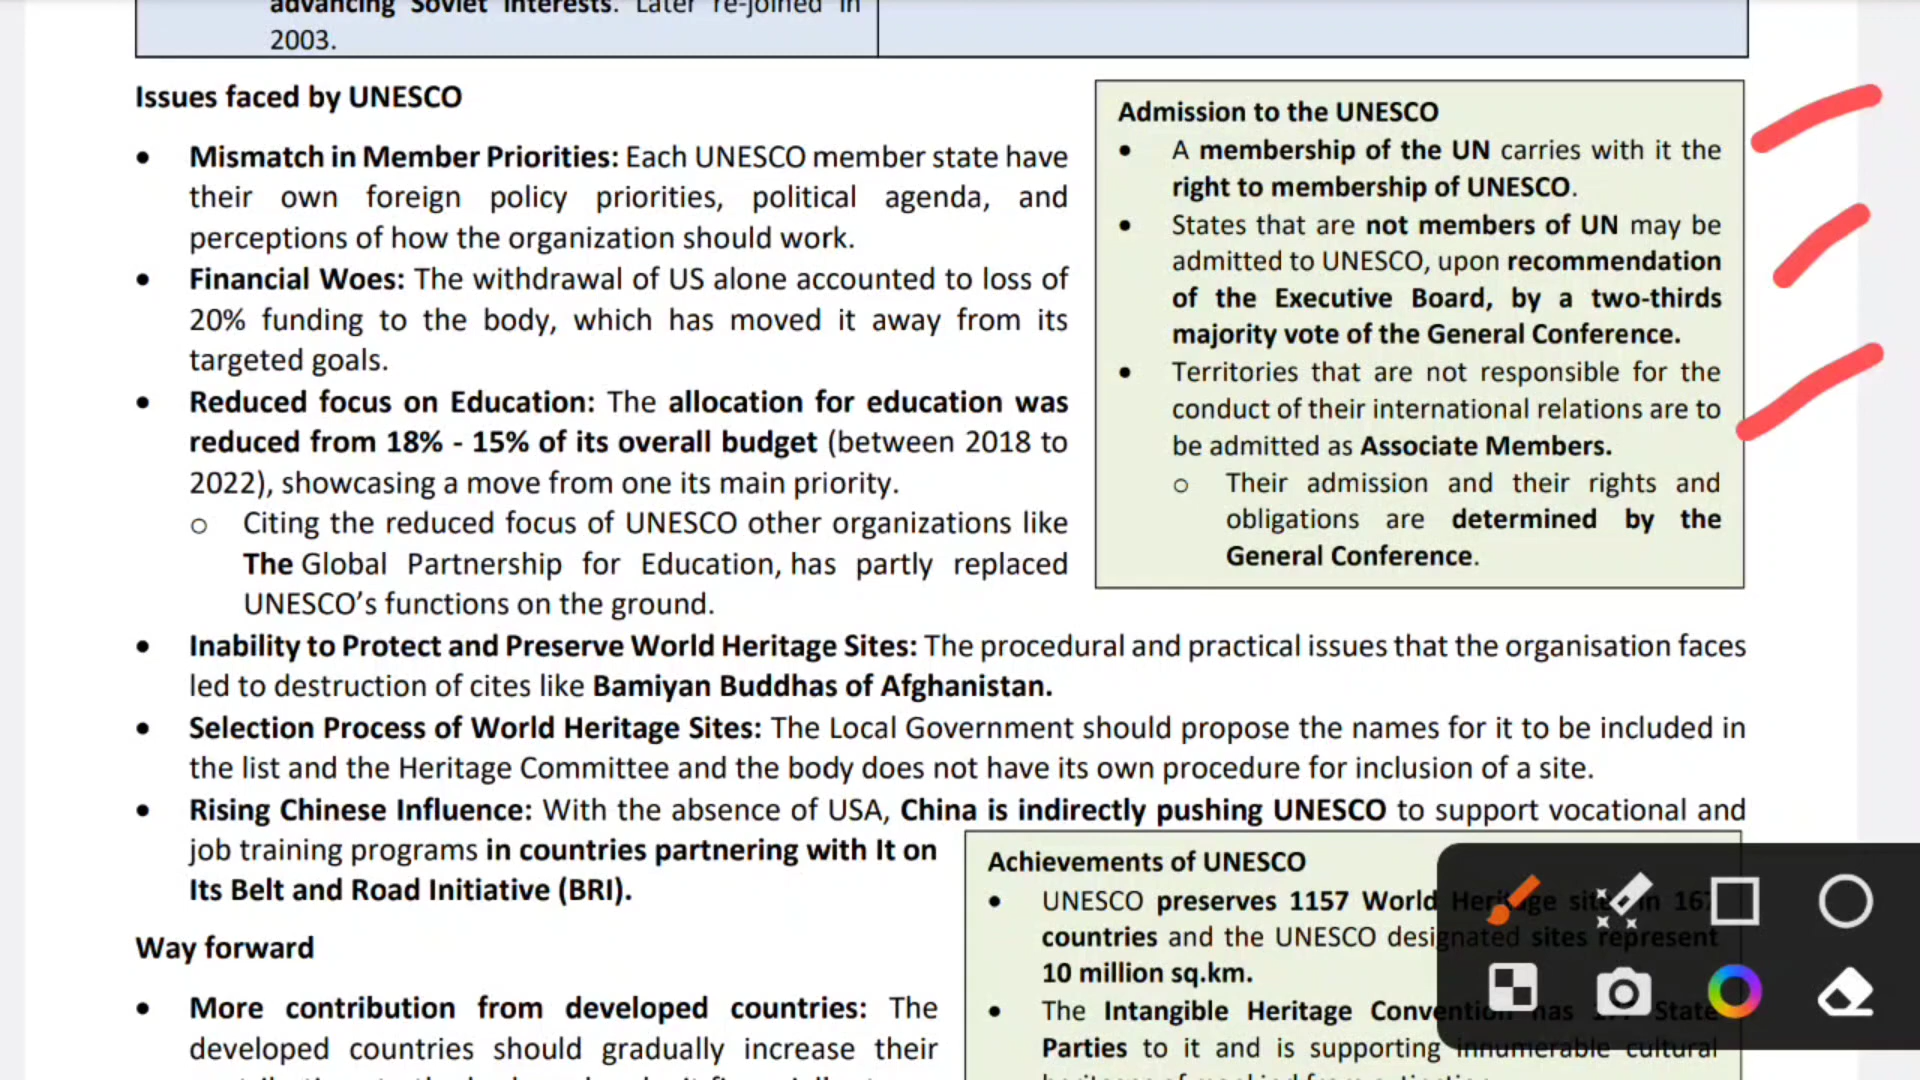 advancing Soviet interests. Later re-joined in
2003.
Issues faced by UNESCO
• Mismatch in Member Priorities: Each UNESCO member state have
their own foreign policy priorities, political agenda, and
perceptions of how the organization should work.
• Financial Woes: The withdrawal of US alone accounted to loss of
20% funding to the body, which has moved it away from its
targeted goals.
• Reduced focus on Education: The allocation for education was
reduced from 18% - 15% of its overall budget (between 2018 to
2022), showcasing a move from one its main priority.
o Citing the reduced focus of UNESCO other organizations like
The Global Partnership for Education, has partly replaced
UNESCO’s functions on the ground.
Admission to the UNESCO
• A membership of the UN carries with it the
right to membership of UNESCO.
• States that are not members of UN may be
admitted to UNESCO, upon recommendation
of the Executive Board, by a two-thirds
majority vote of the General Conference.
• Territories that are not responsible for the
conduct of their international relations are to
be admitted as Associate Members.
o Their admission and their rights and
obligations are determined by the
General Conference.
• Inability to Protect and Preserve World Heritage Sites: The procedural and practical issues that the organisation faces
led to destruction of cites like Bamiyan Buddhas of Afghanistan.
• Selection Process of World Heritage Sites: The Local Government should propose the names for it to be included in
the list and the Heritage Committee and the body does not have its own procedure for inclusion of a site.
• Rising Chinese Influence: With the absence of USA, China is indirectly pushing UNESCO to support vocational and
job training programs in countries partnering with It on
Its Belt and Road Initiative (BRI).
Way forward
• More contribution from developed countries: The
developed countries should gradually increase their
Achievements of UNESCO
• UNESCO preserves 1157 World Heritage in
countries and the UNESCO designated sites represent
10 million sq.km.
• The Intangible Heritage Convention has State
Parties to it and is supporting innumerable cultural